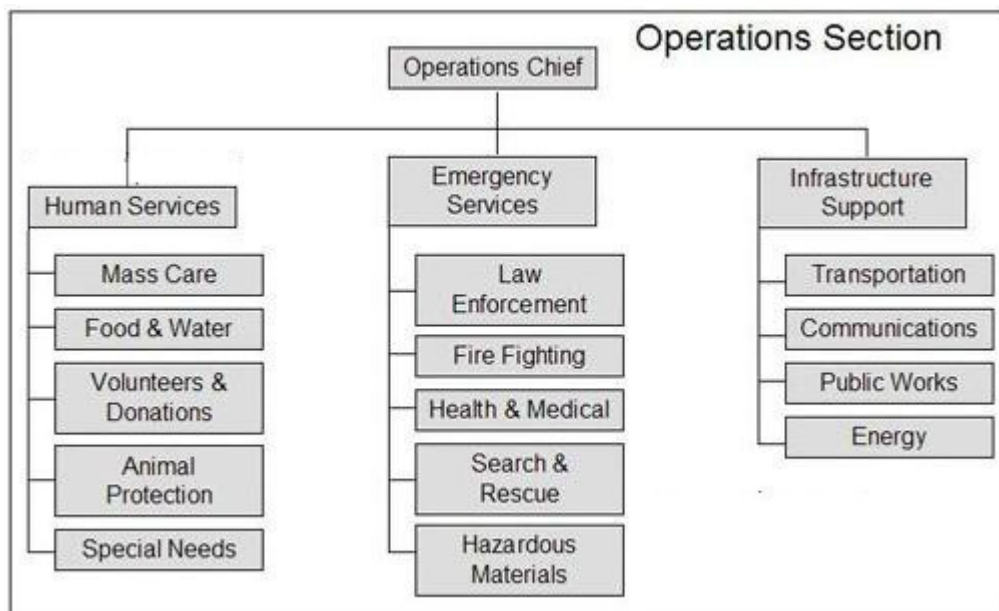 Operations Section
Operations Chief
Human Services
Mass Care
Food & Water
Volunteers &
Donations
Animal
Protection
Special Needs
Emergency
Services
Law
Enforcement
Fire Fighting
Health & Medical
Search &
Rescue
Hazardous
Materials
Infrastructure
Support
Transportation
Communications
Public Works
Energy